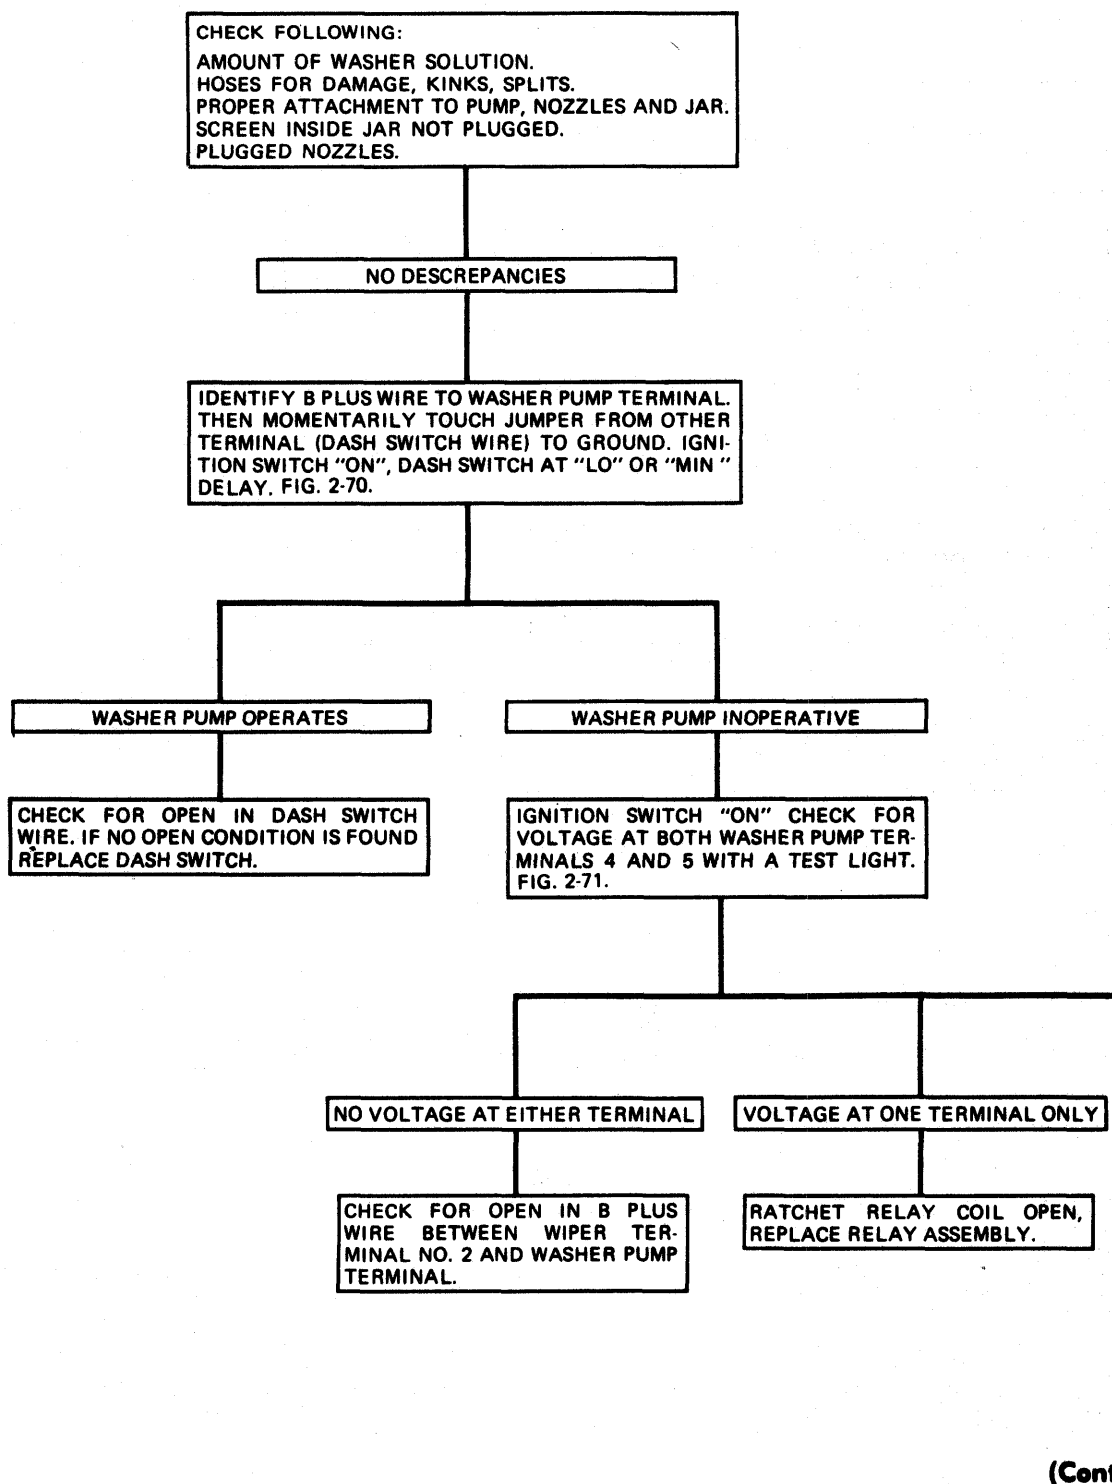 CHECK FOLLOWING:
AMOUNT OF WASHER SOLUTION.
HOSES FOR DAMAGE, KINKS, SPLITS.
PROPER ATTACHMENT TO PUMP, NOZZLES AND JAR.
SCREEN INSIDE JAR NOT PLUGGED.
PLUGGED NOZZLES.
NO DESCREPANCIES
IDENTIFY B PLUS WIRE TO WASHER PUMP TERMINAL.
THEN MOMENTARILY TOUCH JUMPER FROM OTHER
TERMINAL (DASH SWITCH WIRE) TO GROUND. IGNI-
TION SWITCH "ON", DASH SWITCH AT "LO" OR "MIN"
DELAY. FIG. 2-70.
WASHER PUMP OPERATES
CHECK FOR OPEN IN DASH SWITCH
WIRE. IF NO OPEN CONDITION IS FOUND
REPLACE DASH SWITCH.
WASHER PUMP INOPERATIVE
IGNITION SWITCH "ON" CHECK FOR
VOLTAGE AT BOTH WASHER PUMP TER-
MINALS 4 AND 5 WITH A TEST LIGHT.
FIG. 2-71.
NO VOLTAGE AT EITHER TERMINAL
CHECK FOR OPEN IN B PLUS
WIRE BETWEEN WIPER TER-
MINAL NO. 2 AND WASHER PUMP
TERMINAL.
VOLTAGE AT ONE TERMINAL ONLY
RATCHET RELAY COIL OPEN,
REPLACE RELAY ASSEMBLY.
(Cont